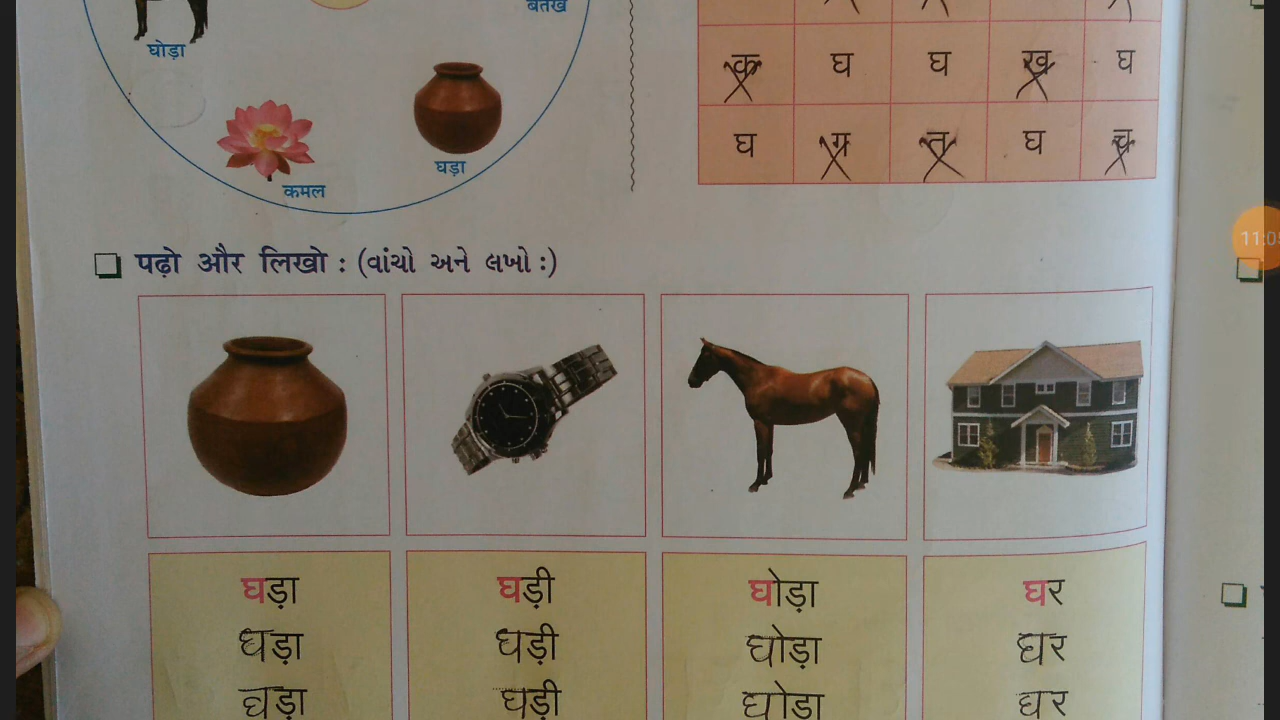 घोड़ा
बतख
कमल
घड़ा
क घ घ ख घ
घ ग त घ च
पढ़ो और लिखो : (વાંચો અને લખો :)
घड़ा घड़ी घोड़ा घर
घड़ा घड़ी घोड़ा घर
घड़ा घड़ी घोड़ा घर